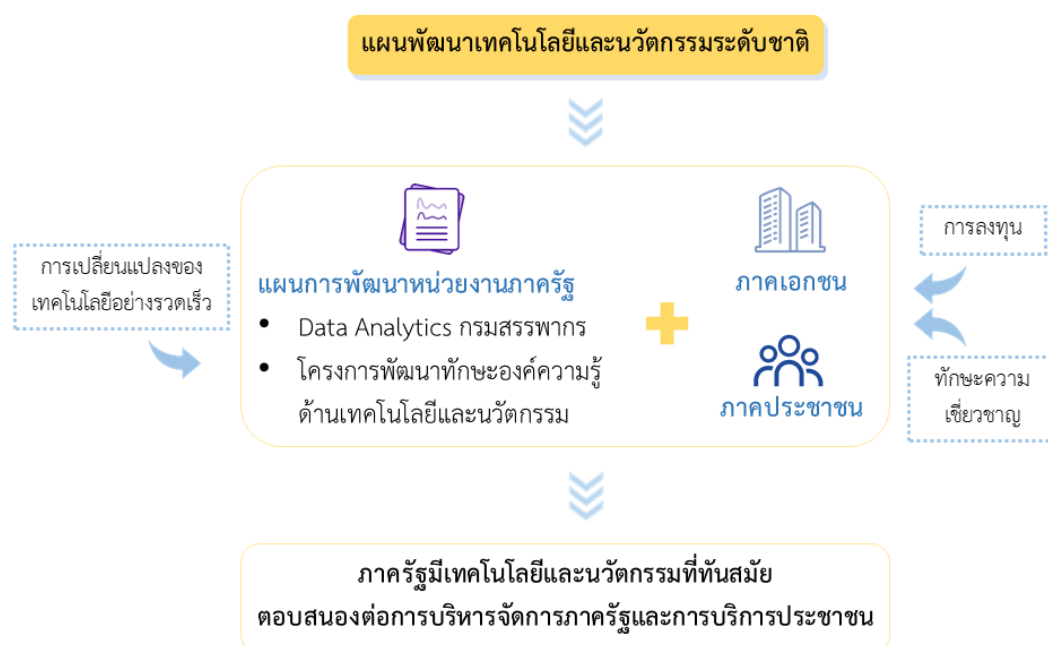 แผนพัฒนาเทคโนโลยีและนวัตกรรมระดับชาติ
การเปลี่ยนแปลงของ
เทคโนโลยีอย่างรวดเร็ว
แผนการพัฒนาหน่วยงานภาครัฐ
• Data Analytics กรมสรรพากร
• โครงการพัฒนาทักษะองค์ความรู้
ด้านเทคโนโลยีและนวัตกรรม
ภาคเอกชน
ภาคประชาชน
การลงทุน
ทักษะความ
เชี่ยวชาญ
ภาครัฐมีเทคโนโลยีและนวัตกรรมที่ทันสมัย
ตอบสนองต่อการบริหารจัดการภาครัฐและการบริการประชาชน